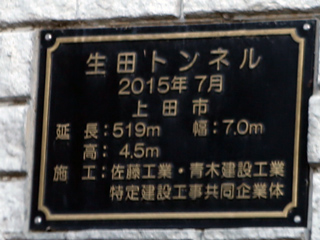 生田トンネル
2015年7月
上田市
延長：519m　幅：7.0m
高：4.5m
施工：佐藤工業・青木建設工業
特定建設工事共同企業体